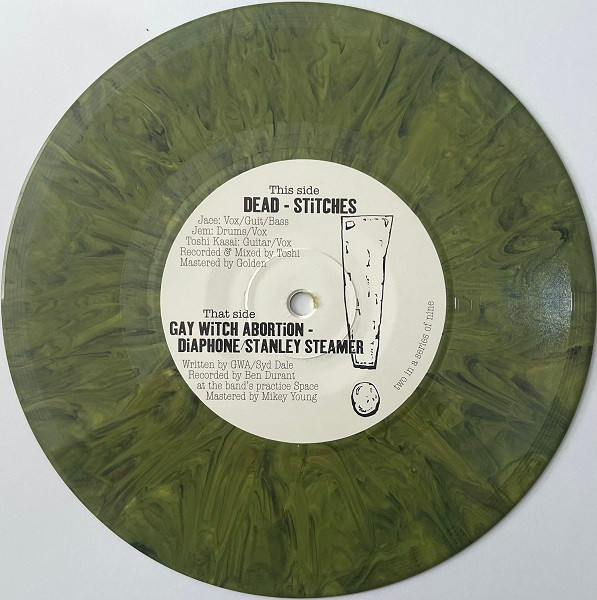 This side
DEAD - STiTCHES
Jace: Vox/Guit/Bass
Jem: Drums/Vox
Toshi Kasai: Guitar/Vox
Recorded & Mixed by Toshi
Mastered by Golden
That side
GAY WiTCH ABORTiON -
DiAPHONE/STANLEY STEAMER
Written by GWA/Syd Dale
Recorded by Ben Durant
at the band's practice Space
Mastered by Mikey Young
two in a series of nine